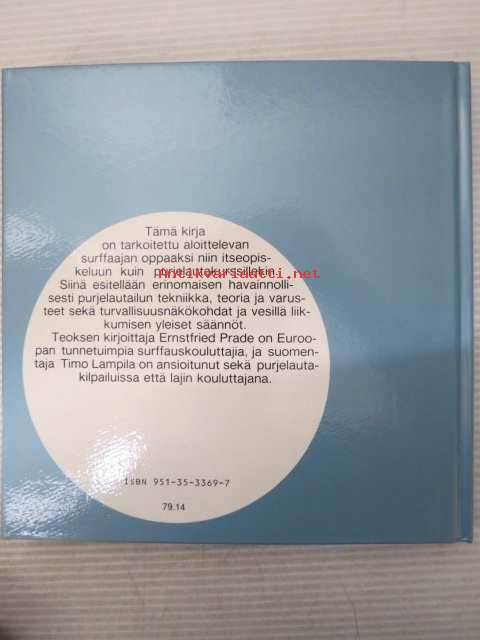 Tämä kirja
on tarkoitettu aloittelevan
surffaajan oppaaksi niin itseopis-
keluun kuin purjelautakurssillekin.
Antikvariaatti.net
Siinä esitellään erinomaisen havainnolli-
sesti purjelautailun tekniikka, teoria ja varus-
teet sekä turvallisuusnäkökohdat ja vesillä liik-
kumisen yleiset säännöt.
Teoksen kirjoittaja Ernstfried Prade on Euroo-
pan tunnetuimpia surffauskouluttajia, ja suomen-
taja Timo Lampila on ansioitunut sekä purjelauta-
kilpailuissa että lajin kouluttajana.
ISBN 951-35-3369-7
79.14